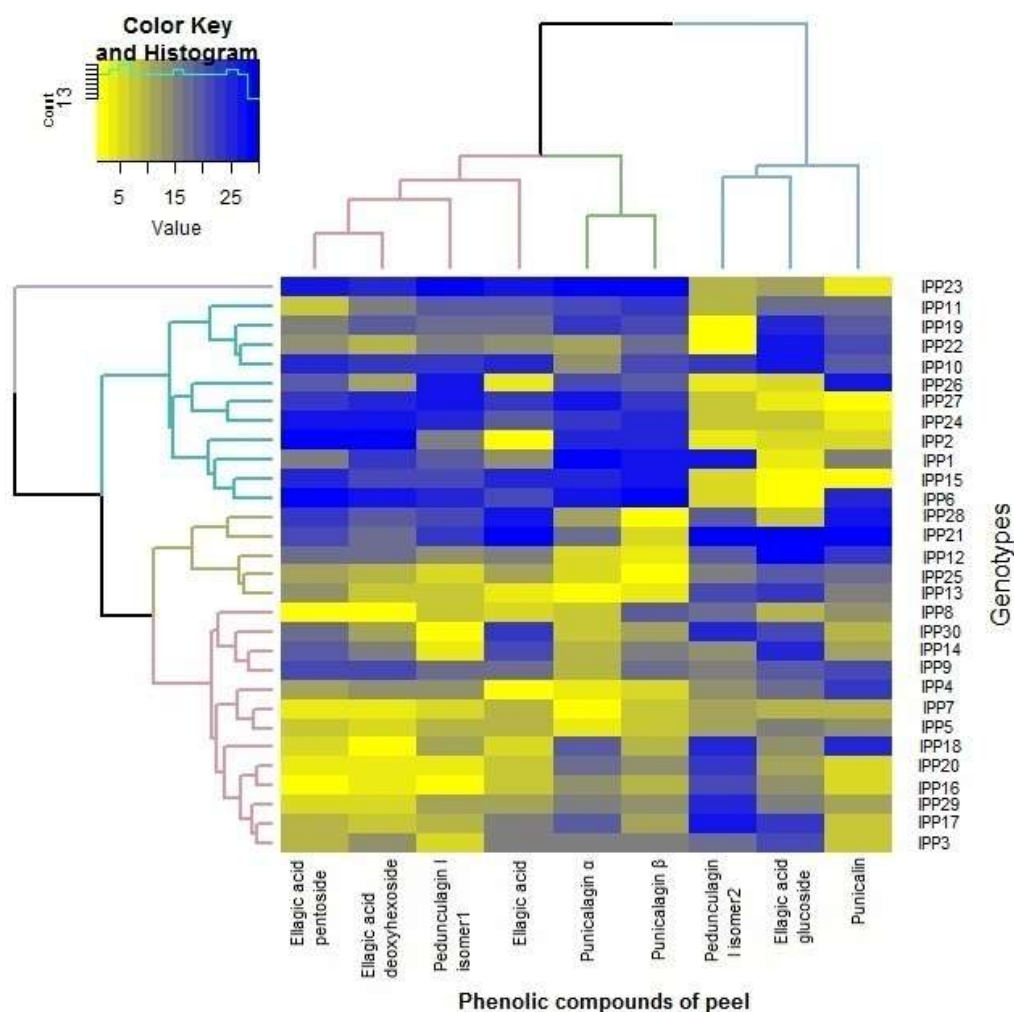 Color Key
and Histogram
Count
13
5 15 25
Value
IPP23
IPP11
IPP19
IPP22
IPP10
IPP26
IPP27
IPP24
IPP2
IPP1
IPP15
IPP6
IPP28
IPP21
IPP12
IPP25
IPP13
IPP8
IPP30
IPP14
IPP9
IPP4
IPP7
IPP5
IPP18
IPP20
IPP16
IPP29
IPP17
IPP3
Genotypes
Ellagic acid
pentoside
Ellagic acid
deoxyhexoside
Pedunculagin I
isomer1
Ellagic acid
Punicalagin α
Punicalagin β
Pedunculagin
I isomer2
Ellagic acid
glucoside
Punicalin
Phenolic compounds of peel